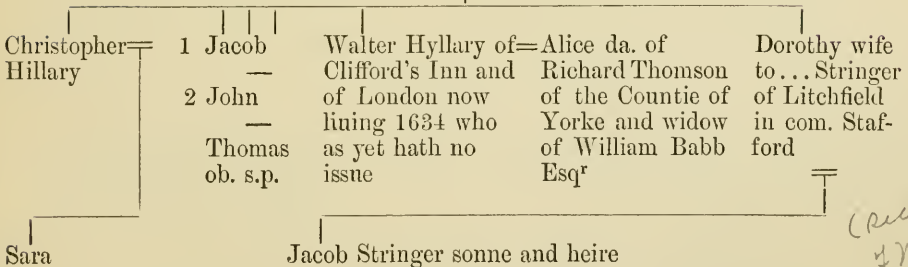 Christopher=
Hillary
1 Jacob
—
2 John
—
Thomas
ob. s.p.
Walter Hyllary of=
Clifford's Inn and
of London now
liuing 1634 who
as yet hath no
issue
Alice da. of
Richard Thomson
of the Countie of
Yorke and widow
of William Babb
Esqr
Dorothy wife
to... Stringer
of Litchfield
in com. Staf-
ford
Sara
Jacob Stringer sonne and heire